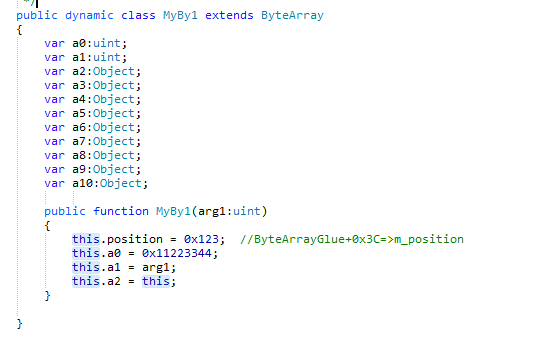 */
public dynamic class MyBy1 extends ByteArray
{
var a0:uint;
var a1:uint;
var a2:Object;
var a3:Object;
var a4:Object;
var a5:Object;
var a6:Object;
var a7:Object;
var a8:Object;
var a9:Object;
var a10:Object;
public function MyBy1(arg1:uint)
{
this.position = 0x123;  //ByteArrayGlue+0x3C=>m_position
this.a0 = 0x11223344;
this.a1 = arg1;
this.a2 = this;
}
}